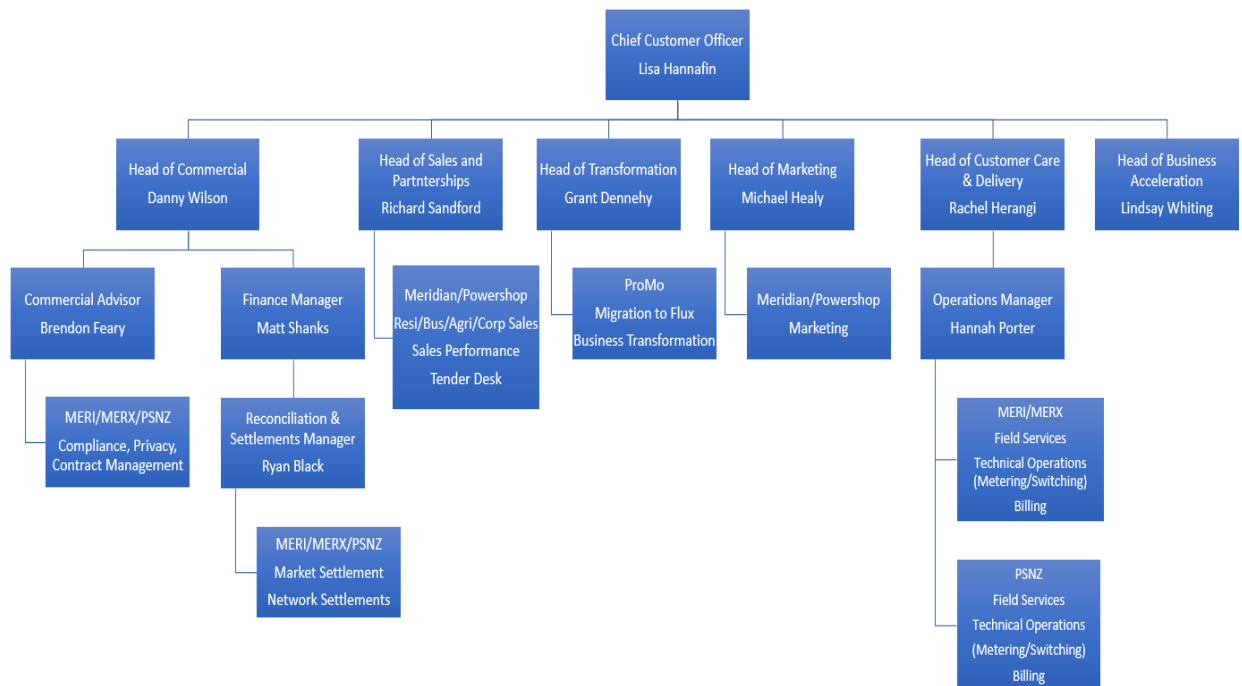 Chief Customer Officer
Lisa Hannafin
Head of Commercial
Danny Wilson
Head of Sales and
Partnterships
Richard Sandford
Head of Transformation
Grant Dennehy
Head of Marketing
Michael Healy
Head of Customer Care
& Delivery
Rachel Herangi
Head of Business
Acceleration
Lindsay Whiting
Commercial Advisor
Brendon Feary
Finance Manager
Matt Shanks
Meridian/Powershop
Resi/Bus/Agri/Corp Sales
Sales Performance
Tender Desk
ProMo
Migration to Flux
Business Transformation
Meridian/Powershop
Marketing
Operations Manager
Hannah Porter
MERI/MERX/PSNZ
Compliance, Privacy,
Contract Management
Reconciliation &
Settlements Manager
Ryan Black
MERI/MERX
Field Services
Technical Operations
(Metering/Switching)
Billing
MERI/MERX/PSNZ
Market Settlement
Network Settlements
PSNZ
Field Services
Technical Operations
(Metering/Switching)
Billing